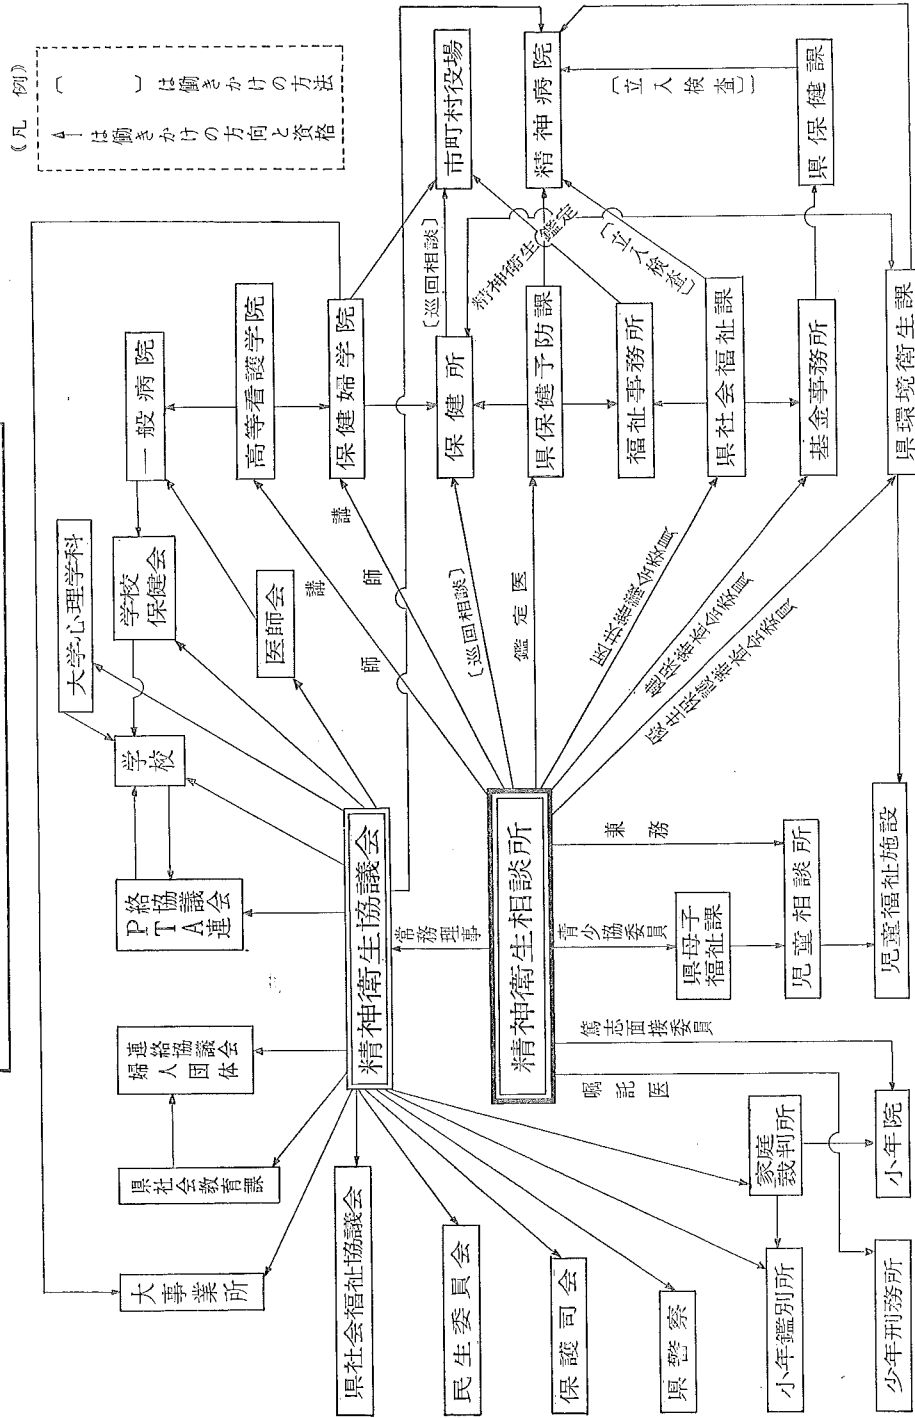 (凡例)
〔 〕は働きかけの方法
←は働きかけの方向と資格
市町村役場
精神病院
県保健課
〔立入検査〕
一般病院
高等看護学院
保健婦学院
保健所
県保健予防課
福祉事務所
県社会福祉課
基金事務所
県環境衛生課
〔巡回相談〕
精神衛生鑑定
〔立入検査〕
大学心理学科
学校保健会
医師会
学校
PTA連絡協議会
講師
講師
〔巡回相談〕
鑑定医
精神衛生協議会
常務理事
精神衛生相談所
兼務
青少協委員
県母子福祉課
児童相談所
児童福祉施設
篤志面接委員
嘱託医
婦人団体連絡協議会
県社会教育課
大事業所
県社会福祉協議会
民生委員会
保護司会
県警察
家庭裁判所
小年院
小年鑑別所
少年刑務所